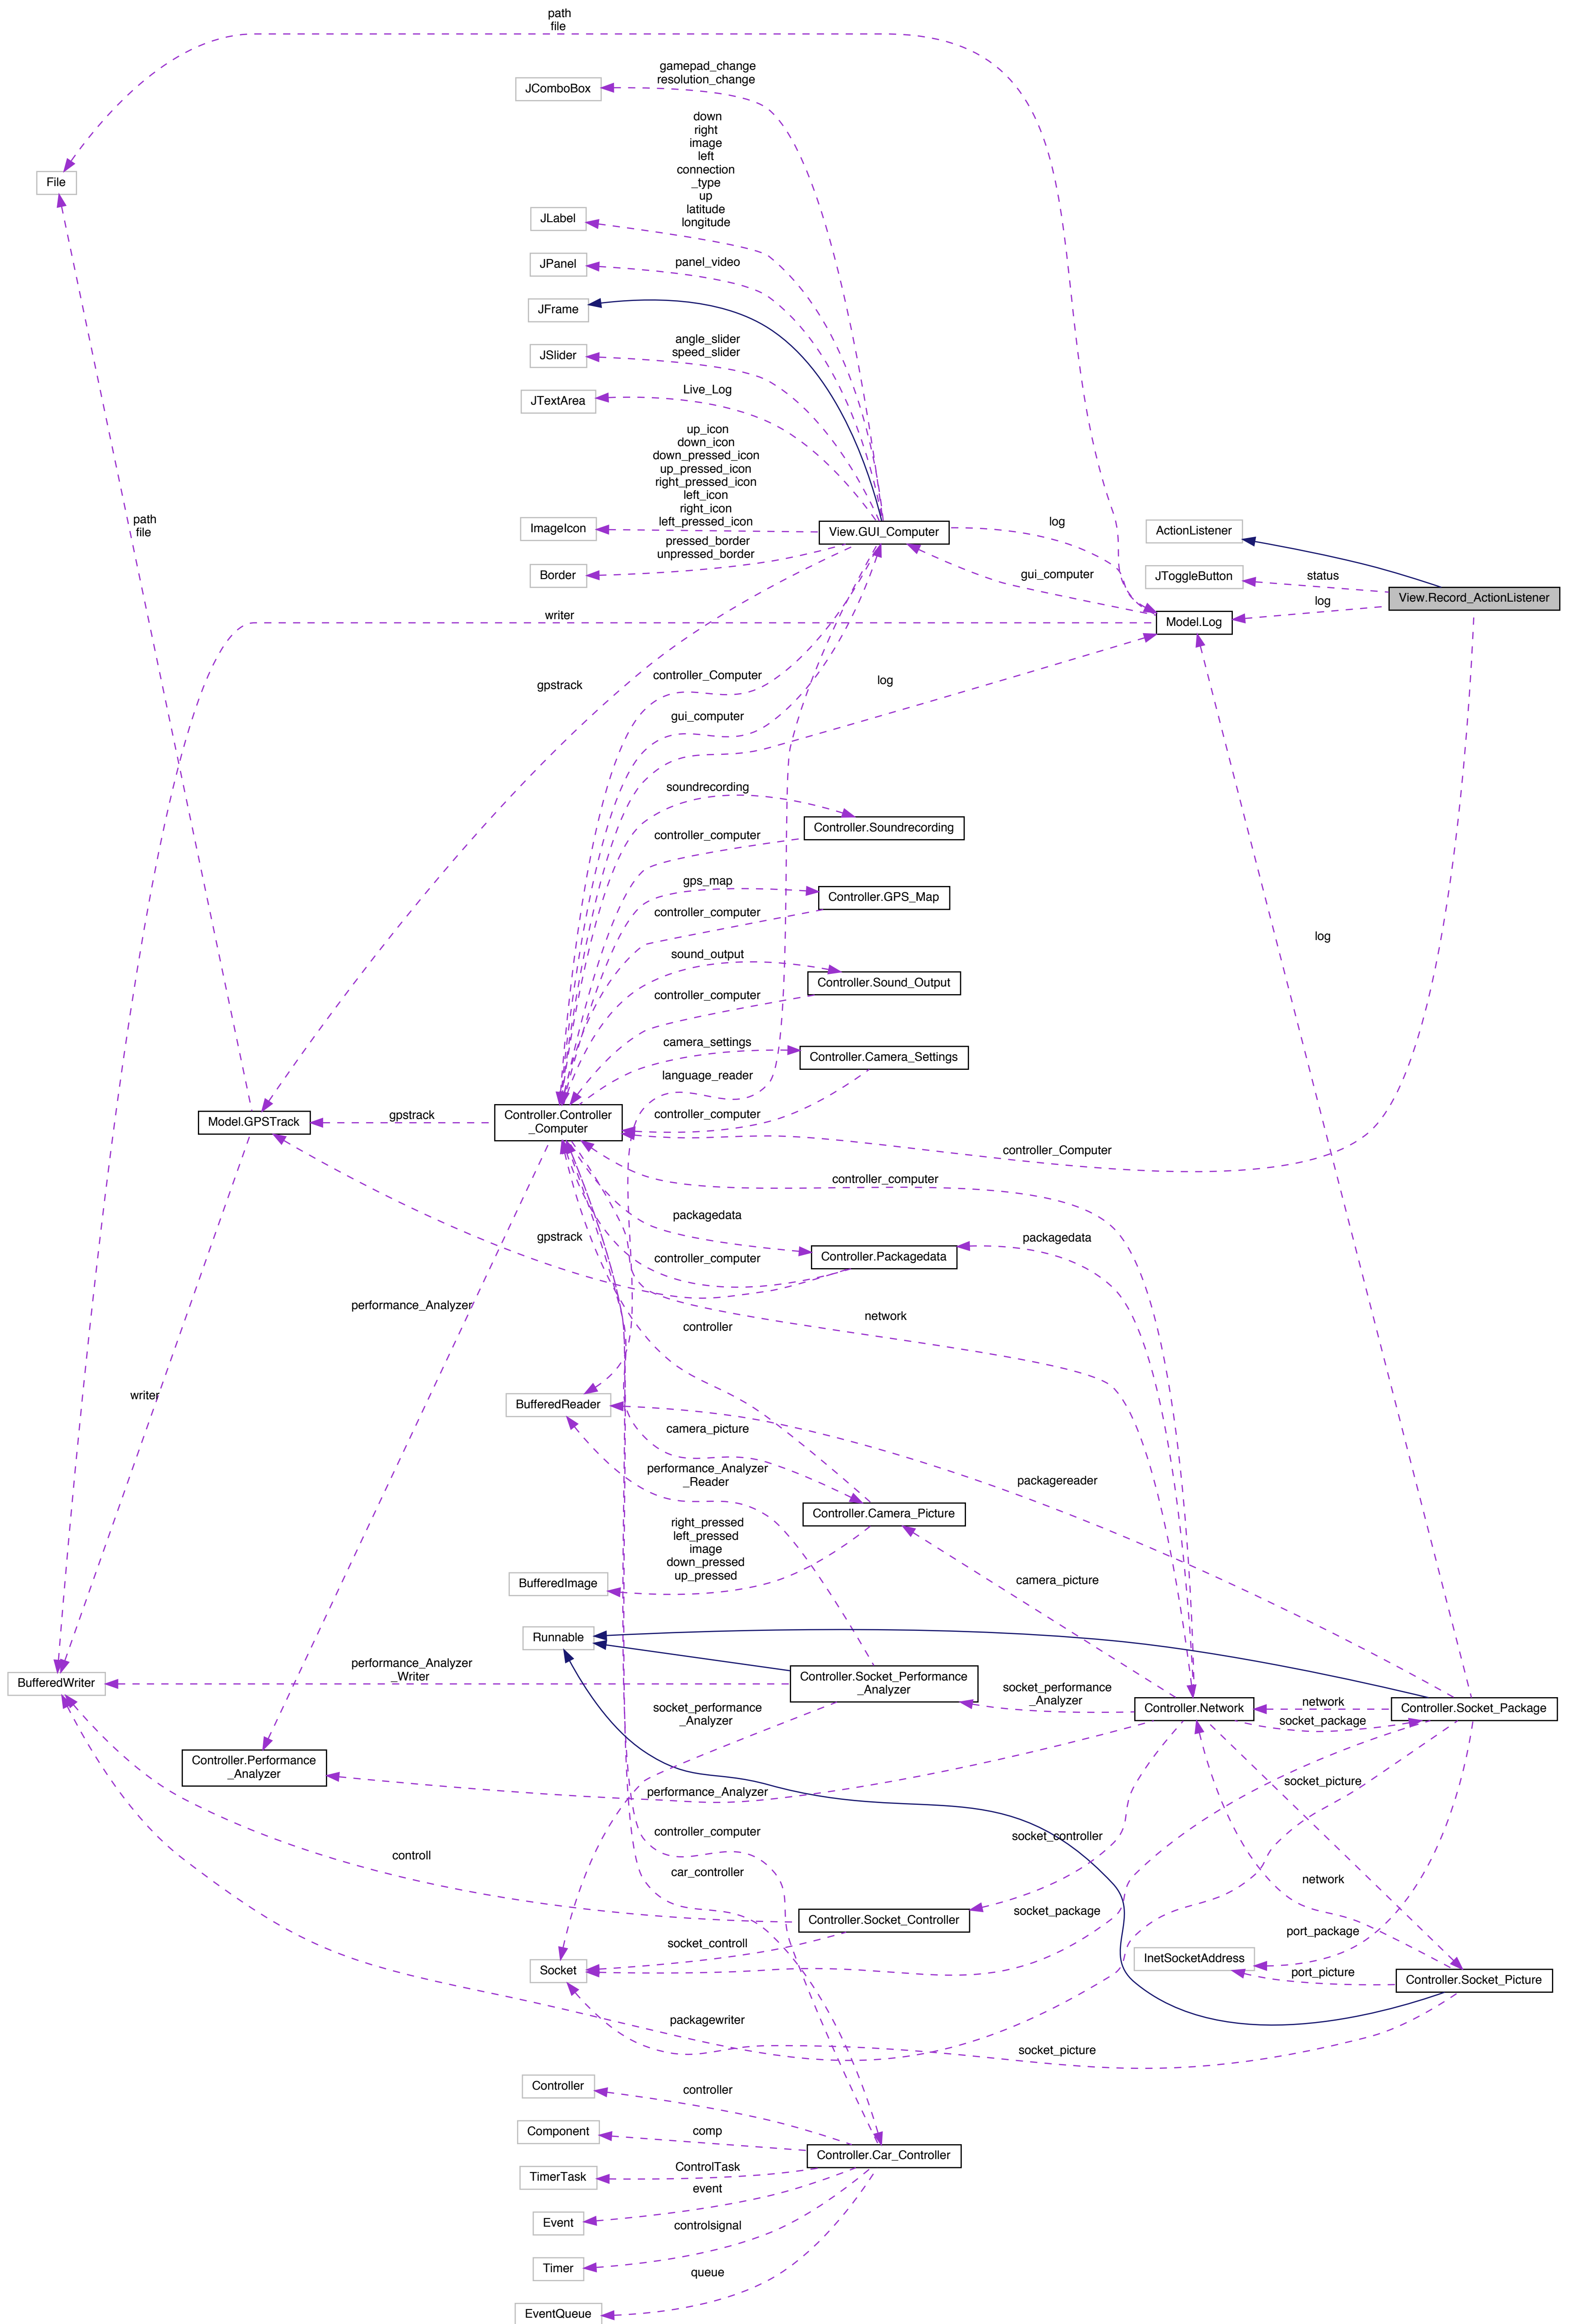 path
file
gamepad_change
resolution_change
JComboBox
down
right
image
left
connection
_type
up
latitude
longitude
File
JLabel
JPanel
panel_video
JFrame
angle_slider
speed_slider
JSlider
Live_Log
JTextArea
up_icon
down_icon
down_pressed_icon
up_pressed_icon
right_pressed_icon
left_icon
right_icon
left_pressed_icon
path
file
ImageIcon
View.GUI_Computer
log
ActionListener
pressed_border
unpressed_border
Border
gui_computer
JToggleButton
status
View.Record_ActionListener
log
writer
Model.Log
gpstrack
controller_Computer
log
gui_computer
soundrecording
Controller.Soundrecording
controller_computer
gps_map
Controller.GPS_Map
controller_computer
log
sound_output
Controller.Sound_Output
controller_computer
camera_settings
Controller.Camera_Settings
language_reader
Model.GPSTrack
gpstrack
Controller.Controller
_Computer
controller_computer
controller_Computer
controller_computer
packagedata
gpstrack
packagedata
Controller.Packagedata
controller_computer
performance_Analyzer
network
controller
writer
BufferedReader
camera_picture
performance_Analyzer
_Reader
packagereader
Controller.Camera_Picture
right_pressed
left_pressed
image
down_pressed
up_pressed
BufferedImage
camera_picture
Runnable
BufferedWriter
performance_Analyzer
_Writer
Controller.Socket_Performance
_Analyzer
socket_performance
_Analyzer
Controller.Network
network
socket_package
Controller.Socket_Package
socket_performance
_Analyzer
Controller.Performance
_Analyzer
performance_Analyzer
socket_picture
controller_computer
socket_controller
controll
car_controller
network
Controller.Socket_Controller
socket_package
port_package
socket_controll
InetSocketAddress
Socket
port_picture
Controller.Socket_Picture
packagewriter
socket_picture
Controller
controller
Component
comp
Controller.Car_Controller
TimerTask
ControlTask
event
Event
controlsignal
Timer
queue
EventQueue